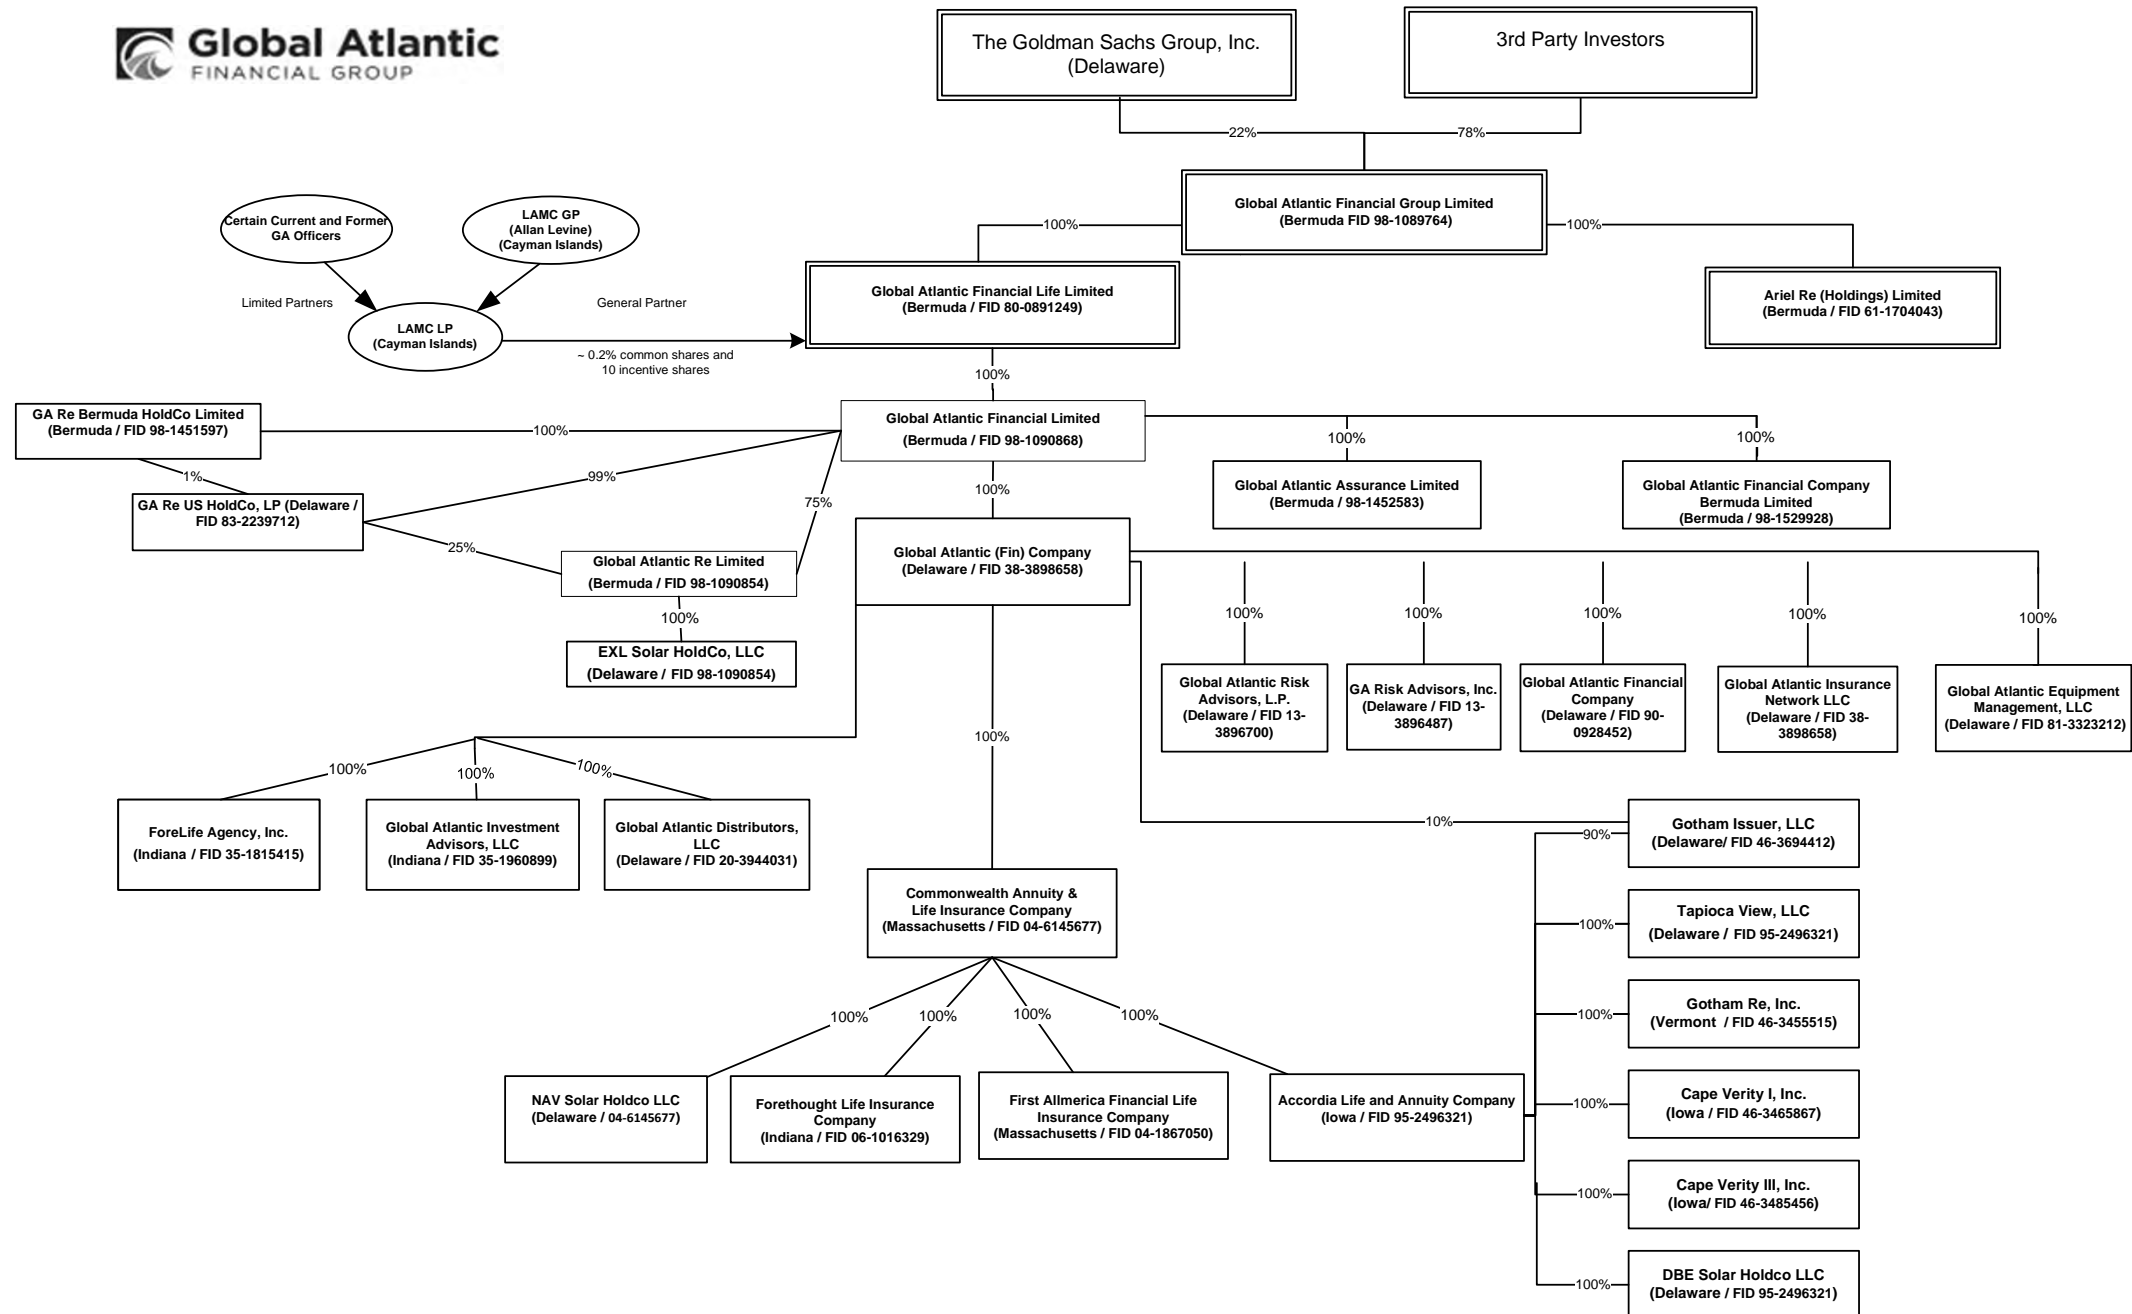 Global Atlantic
FINANCIAL GROUP
The Goldman Sachs Group, Inc.
(Delaware)
3rd Party Investors
22%
78%
Global Atlantic Financial Group Limited
(Bermuda FID 98-1089764)
100%
100%
Certain Current and Former
GA Officers
LAMC GP
(Allan Levine)
(Cayman Islands)
Limited Partners
General Partner
LAMC LP
(Cayman Islands)
~ 0.2% common shares and
10 incentive shares
Global Atlantic Financial Life Limited
(Bermuda / FID 80-0891249)
Ariel Re (Holdings) Limited
(Bermuda / FID 61-1704043)
100%
GA Re Bermuda HoldCo Limited
(Bermuda / FID 98-1451597)
100%
Global Atlantic Financial Limited
(Bermuda / FID 98-1090868)
100%
100%
1%
99%
75%
100%
GA Re US HoldCo, LP (Delaware /
FID 83-2239712)
25%
Global Atlantic Assurance Limited
(Bermuda / 98-1452583)
Global Atlantic Financial Company
Bermuda Limited
(Bermuda / 98-1529928)
Global Atlantic Re Limited
(Bermuda / FID 98-1090854)
Global Atlantic (Fin) Company
(Delaware / FID 38-3898658)
100%
EXL Solar HoldCo, LLC
(Delaware / FID 98-1090854)
100%
100%
100%
100%
100%
Global Atlantic Risk
Advisors, L.P.
(Delaware / FID 13-
3896700)
GA Risk Advisors, Inc.
(Delaware / FID 13-
3896487)
Global Atlantic Financial
Company
(Delaware / FID 90-
0928452)
Global Atlantic Insurance
Network LLC
(Delaware / FID 38-
3898658)
Global Atlantic Equipment
Management, LLC
(Delaware / FID 81-3323212)
100%
100%
100%
100%
ForeLife Agency, Inc.
(Indiana / FID 35-1815415)
Global Atlantic Investment
Advisors, LLC
(Indiana / FID 35-1960899)
Global Atlantic Distributors,
LLC
(Delaware / FID 20-3944031)
10%
90%
Gotham Issuer, LLC
(Delaware/ FID 46-3694412)
Commonwealth Annuity &
Life Insurance Company
(Massachusetts / FID 04-6145677)
100%
Tapioca View, LLC
(Delaware / FID 95-2496321)
100%
100%
100%
100%
100%
Gotham Re, Inc.
(Vermont / FID 46-3455515)
NAV Solar Holdco LLC
(Delaware / 04-6145677)
Forethought Life Insurance
Company
(Indiana / FID 06-1016329)
First Allmerica Financial Life
Insurance Company
(Massachusetts / FID 04-1867050)
Accordia Life and Annuity Company
(Iowa / FID 95-2496321)
100%
Cape Verity I, Inc.
(Iowa / FID 46-3465867)
100%
Cape Verity III, Inc.
(Iowa/ FID 46-3485456)
100%
DBE Solar Holdco LLC
(Delaware / FID 95-2496321)